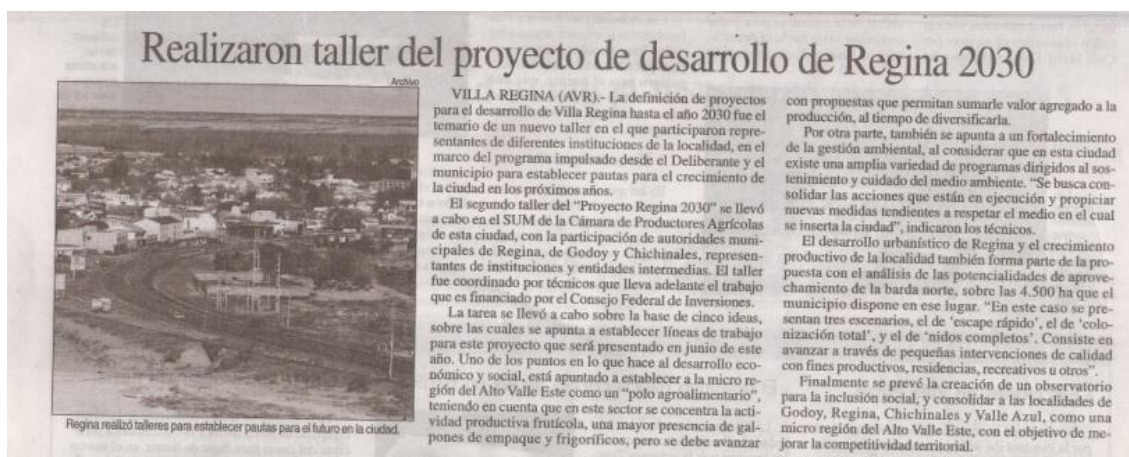 Realizaron taller del proyecto de desarrollo de Regina 2030
Archivo
Regina realizó talleres para establecer pautas para el futuro en la ciudad.
VILLA REGINA (AVR).- La definición de proyectos
para el desarrollo de Villa Regina hasta el año 2030 fue el
temario de un nuevo taller en el que participaron repre-
sentantes de diferentes instituciones de la localidad, en el
marco del programa impulsado desde el Deliberante y el
municipio para establecer pautas para el crecimiento de
la ciudad en los próximos años.
El segundo taller del "Proyecto Regina 2030" se llevó
a cabo en el SUM de la Cámara de Productores Agrícolas
de esta ciudad, con la participación de autoridades muni-
cipales de Regina, de Godoy y Chichinales, represen-
tantes de instituciones y entidades intermedias. El taller
fue coordinado por técnicos que lleva adelante el trabajo
que es financiado por el Consejo Federal de Inversiones.
La tarea se llevó a cabo sobre la base de cinco ideas,
sobre las cuales se apunta a establecer líneas de trabajo
para este proyecto que será presentado en junio de este
año. Uno de los puntos en lo que hace al desarrollo eco-
nómico y social, está apuntado a establecer a la micro re-
gión del Alto Valle Este como un "polo agroalimentario",
teniendo en cuenta que en este sector se concentra la acti-
vidad productiva frutícola, una mayor presencia de gal-
pones de empaque y frigoríficos, pero se debe avanzar
con propuestas que permitan sumarle valor agregado a la
producción, al tiempo de diversificarla.
Por otra parte, también se apunta a un fortalecimiento
de la gestión ambiental, al considerar que en esta ciudad
existe una amplia variedad de programas dirigidos al sos-
tenimiento y cuidado del medio ambiente. "Se busca con-
solidar las acciones que están en ejecución y propiciar
nuevas medidas tendientes a respetar el medio en el cual
se inserta la ciudad", indicaron los técnicos.
El desarrollo urbanístico de Regina y el crecimiento
productivo de la localidad también forma parte de la pro-
puesta con el análisis de las potencialidades de aprove-
chamiento de la barda norte, sobre las 4.500 ha que el
municipio dispone en ese lugar. "En este caso se pre-
sentan tres escenarios, el de 'escape rápido', el de 'colo-
nización total', y el de 'nidos completos'. Consiste en
avanzar a través de pequeñas intervenciones de calidad
con fines productivos, residencias, recreativos u otros".
Finalmente se prevé la creación de un observatorio
para la inclusión social, y consolidar a las localidades de
Godoy, Regina, Chichinales y Valle Azul, como una
micro región del Alto Valle Este, con el objetivo de me-
jorar la competitividad territorial.